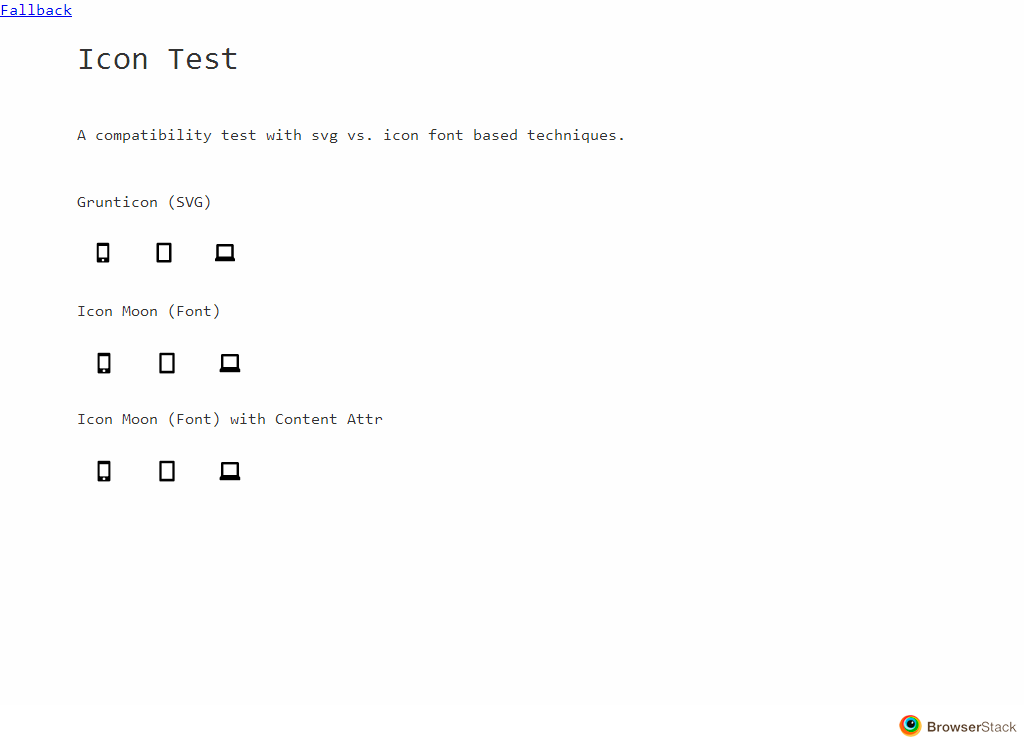 Fallback
Icon Test
A compatibility test with svg vs. icon font based techniques.
Grunticon (SVG)
Icon Moon (Font)
Icon Moon (Font) with Content Attr
BrowserStack